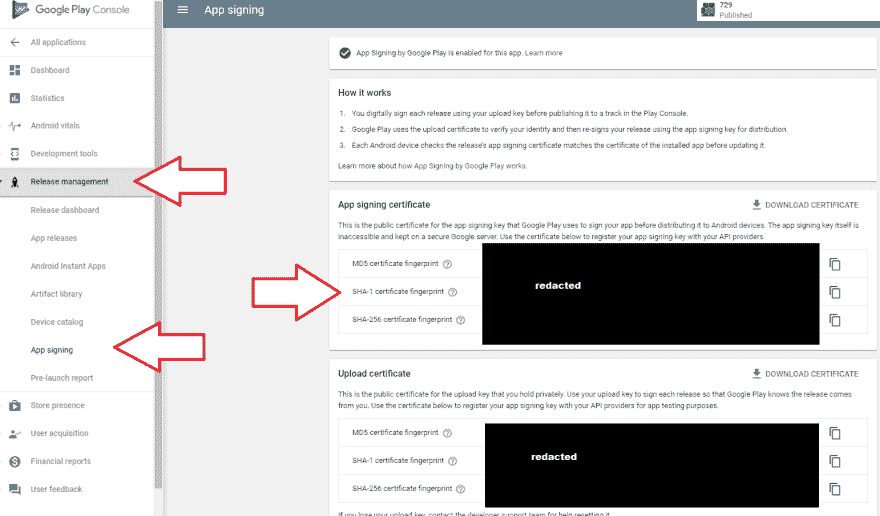 Google Play Console
App signing
729
Published
All applications
Dashboard
Statistics
Android vitals
Development tools
Release management
Release dashboard
App releases
Android Instant Apps
Artifact library
Device catalog
App signing
Pre-launch report
Store presence
User acquisition
Financial reports
User feedback
App Signing by Google Play is enabled for this app. Learn more
How it works
1. You digitally sign each release using your upload key before publishing it to a track in the Play Console.
2. Google Play uses the upload certificate to verify your identity and then re-signs your release using the app signing key for distribution.
3. Each Android device checks the release's app signing certificate matches the certificate of the installed app before updating it.
Learn more about how App Signing by Google Play works.
App signing certificate
DOWNLOAD CERTIFICATE
This is the public certificate for the app signing key that Google Play uses to sign your app before distributing it to Android devices. The app signing key itself is
inaccessible and kept on a secure Google server. Use the certificate below to register your app signing key with your API providers.
MD5 certificate fingerprint ?
SHA-1 certificate fingerprint ?
redacted
SHA-256 certificate fingerprint ?
Upload certificate
DOWNLOAD CERTIFICATE
This is the public certificate for the upload key that you hold privately. Use your upload key to sign each release so that Google Play knows the release comes
from you. Use the certificate below to register your app signing key with your API providers for app testing purposes.
MD5 certificate fingerprint ?
SHA-1 certificate fingerprint ?
redacted
SHA-256 certificate fingerprint ?
If you lose your upload key, contact the developer support team for help resetting it.